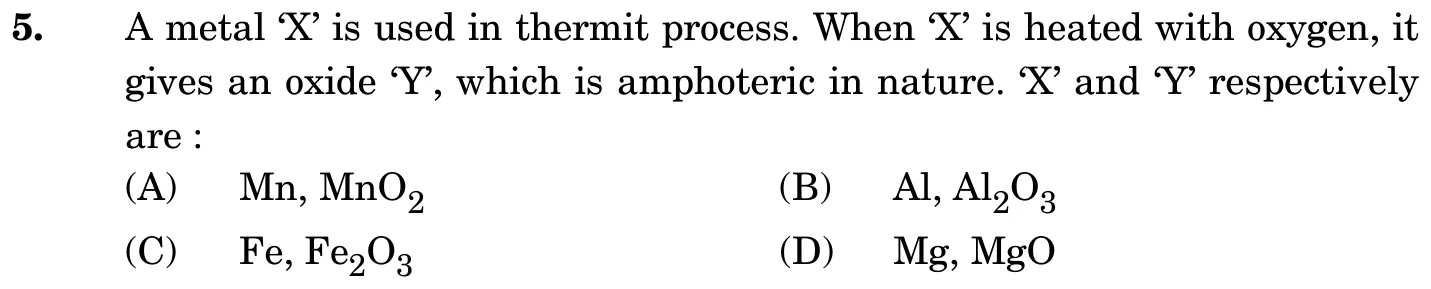 5. A metal ‘X’ is used in thermit process. When ‘X’ is heated with oxygen, it
gives an oxide ‘Y’, which is amphoteric in nature. ‘X’ and ‘Y’ respectively
are :
(A) Mn, MnO₂ (B) Al, Al₂O₃
(C) Fe, Fe₂O₃ (D) Mg, MgO